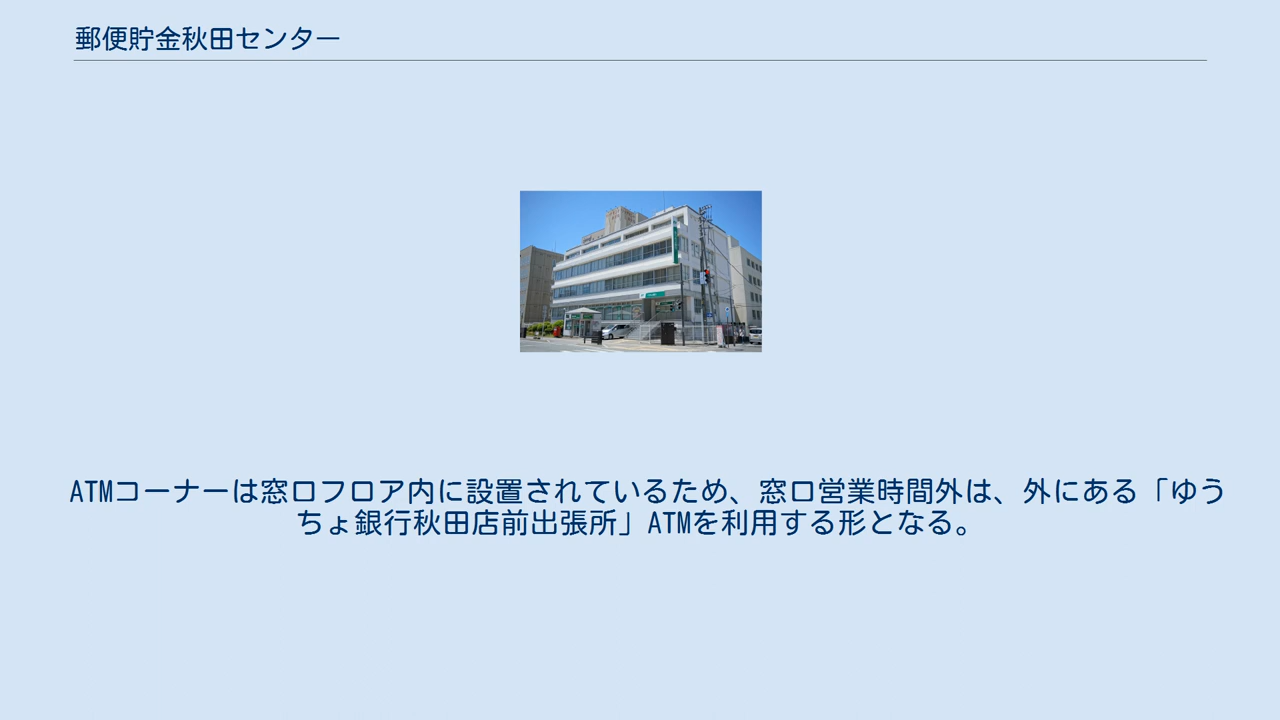 郵便貯金秋田センター
ATMコーナーは窓口フロア内に設置されているため、窓口営業時間外は、外にある「ゆう
ちょ銀行秋田店前出張所」ATMを利用する形となる。